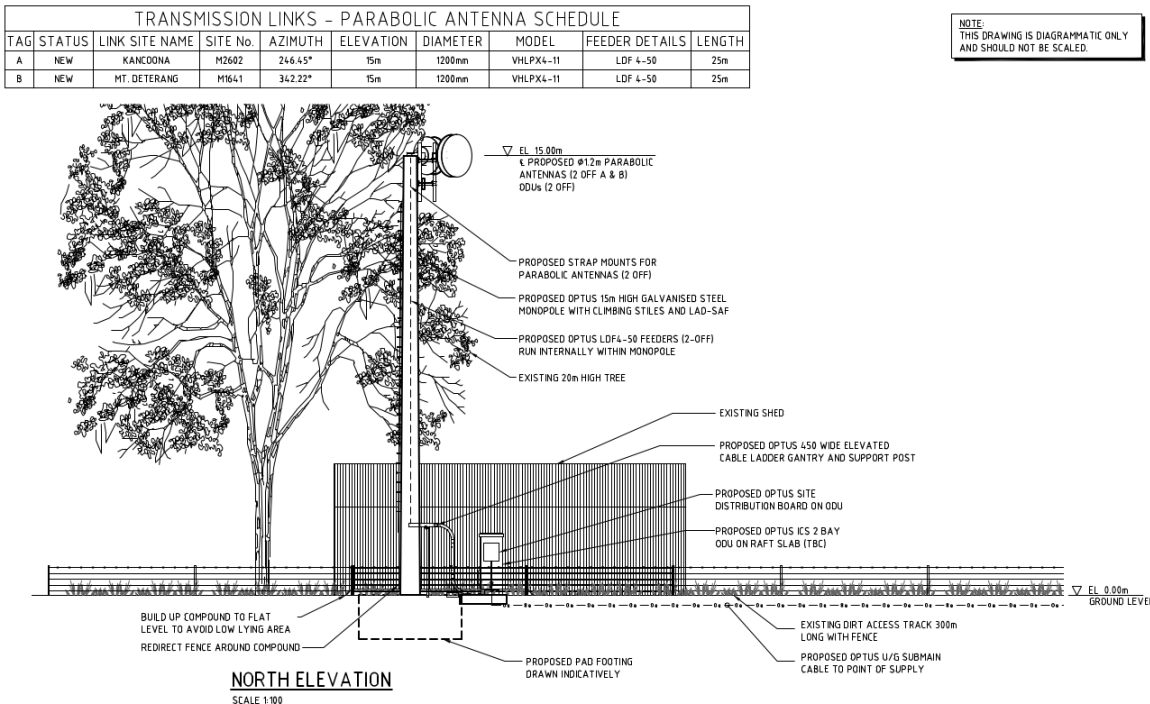 TRANSMISSION LINKS - PARABOLIC ANTENNA SCHEDULE
TAG STATUS LINK SITE NAME SITE No. AZIMUTH ELEVATION DIAMETER MODEL FEEDER DETAILS LENGTH
A NEW KANCOONA M2602 246.45° 15m 1200mm VHLPX4-11 LDF 4-50 25m
B NEW MT. DETERANG M1641 342.22° 15m 1200mm VHLPX4-11 LDF 4-50 25m
NOTE:
THIS DRAWING IS DIAGRAMMATIC ONLY
AND SHOULD NOT BE SCALED.
EL 15.00m
℄ PROPOSED Ø1.2m PARABOLIC
ANTENNAS (2 OFF A & B)
ODUs (2 OFF)
PROPOSED STRAP MOUNTS FOR
PARABOLIC ANTENNAS (2 OFF)
PROPOSED OPTUS 15m HIGH GALVANISED STEEL
MONOPOLE WITH CLIMBING STILES AND LAD-SAF
PROPOSED OPTUS LDF4-50 FEEDERS (2-OFF)
RUN INTERNALLY WITHIN MONOPOLE
EXISTING 20m HIGH TREE
EXISTING SHED
PROPOSED OPTUS 450 WIDE ELEVATED
CABLE LADDER GANTRY AND SUPPORT POST
PROPOSED OPTUS SITE
DISTRIBUTION BOARD ON ODU
PROPOSED OPTUS ICS 2 BAY
ODU ON RAFT SLAB (TBC)
EL 0.00m
GROUND LEVE
BUILD UP COMPOUND TO FLAT
LEVEL TO AVOID LOW LYING AREA
REDIRECT FENCE AROUND COMPOUND
EXISTING DIRT ACCESS TRACK 300m
LONG WITH FENCE
PROPOSED OPTUS U/G SUBMAIN
CABLE TO POINT OF SUPPLY
PROPOSED PAD FOOTING
DRAWN INDICATIVELY
NORTH ELEVATION
SCALE 1:100